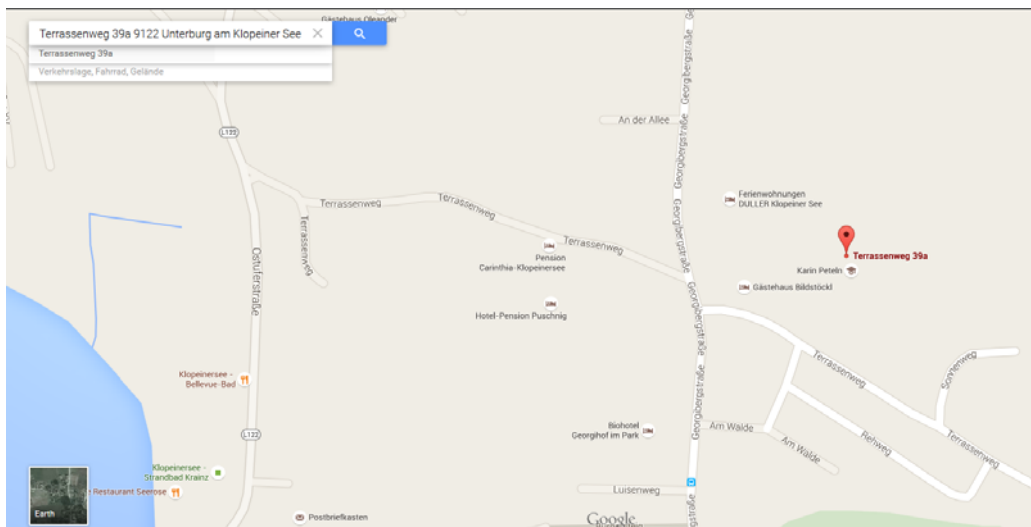 Gästehaus Oleander
Terrassenweg 39a 9122 Unterburg am Klopeiner See
Terrassenweg 39a
Verkehrslage, Fahrrad, Gelände
L122
An der Allee
Georgibergstraße
Georgibergstraße
Georgibergstraße
Ferienwohnungen
DULLER Klopeiner See
Terrassenweg
Terrassenweg
Terrassenweg
Terrassenweg
Pension
Carinthia-Klopeinersee
Terrassenweg 39a
Karin Peteln
Gästehaus Bildstöckl
Ostuferstraße
Hotel-Pension Puschnig
Georgibergstraße
Terrassenweg
Sonnenweg
Klopeinersee -
Bellevue-Bad
Georgibergstraße
Biohotel
Georgihof im Park
Am Walde
Am Walde
Rehweg
Terrassenweg
L122
Klopeinersee -
Strandbad Krainz
Restaurant Seerose
Luisenweg
Earth
Postbriefkasten
Google